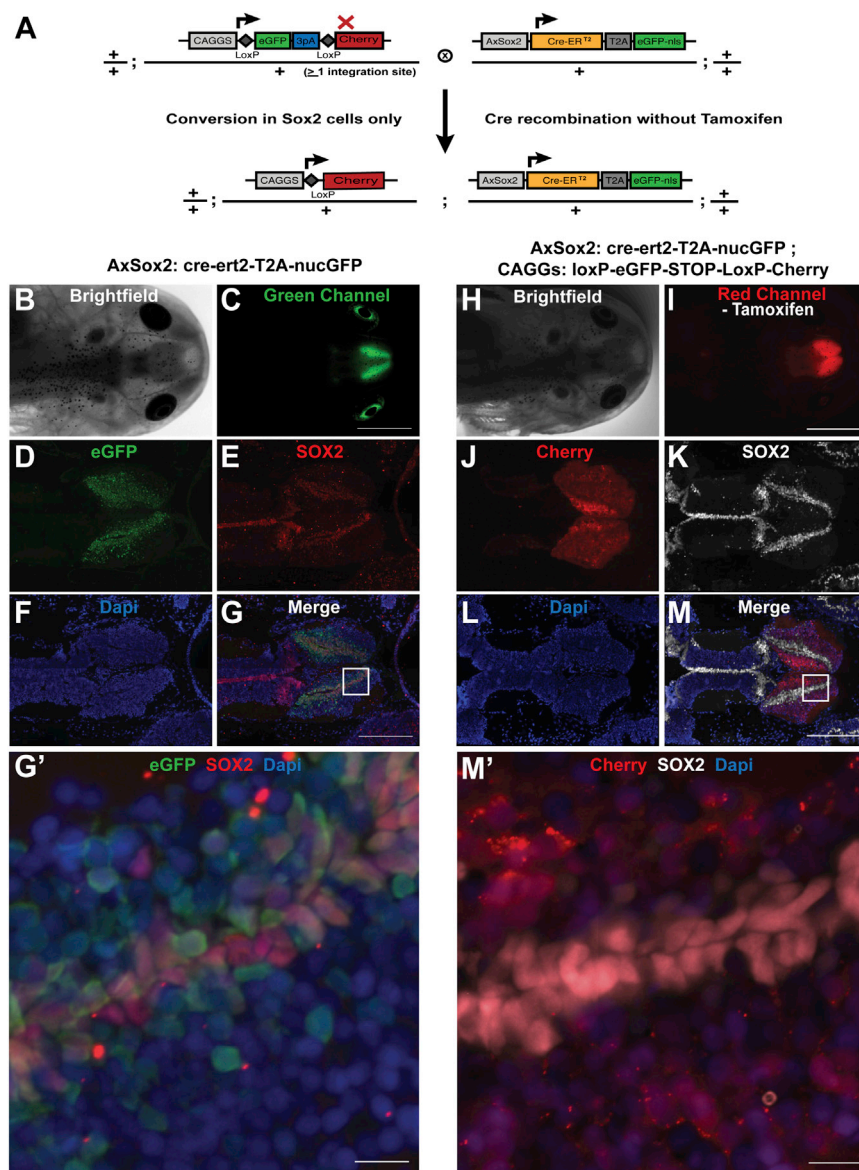 A
CAGGS eGFP 3pA Cherry
LoxP LoxP
+ + ; + (≥ 1 integration site)
⊗
AxSox2 Cre-ER T2 T2A eGFP-nls
+ ; + +
Conversion in Sox2 cells only
Cre recombination without Tamoxifen
CAGGS Cherry
LoxP
+ + ; + ;
AxSox2 Cre-ER T2 T2A eGFP-nls
+ ; + +
AxSox2: cre-ert2-T2A-nucGFP
AxSox2: cre-ert2-T2A-nucGFP ;
CAGGs: loxP-eGFP-STOP-LoxP-Cherry
B Brightfield
C Green Channel
H Brightfield
I Red Channel
- Tamoxifen
D eGFP
E SOX2
J Cherry
K SOX2
F Dapi
G Merge
L Dapi
M Merge
G' eGFP SOX2 Dapi
M' Cherry SOX2 Dapi